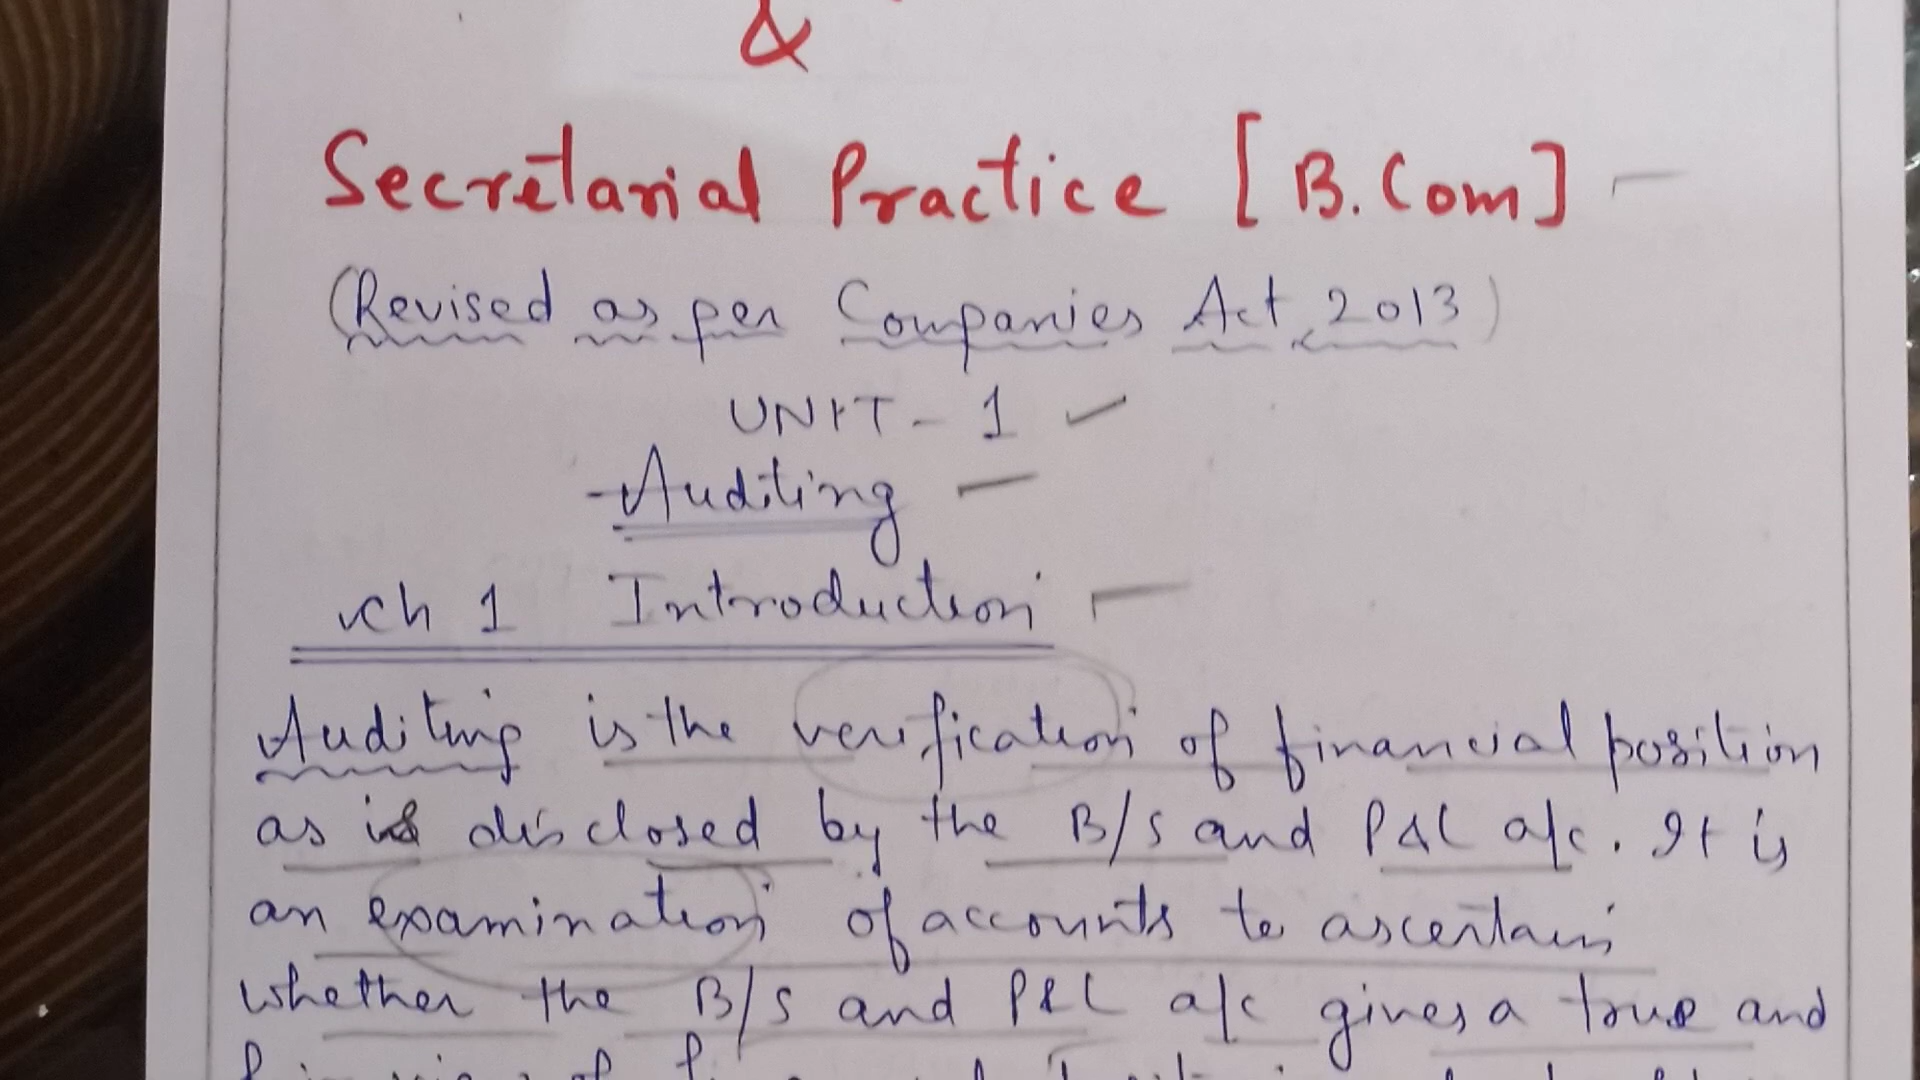 &
Secretarial Practice [B.Com]
(Revised as per Companies Act, 2013)
UNIT - 1
Auditing
Ch 1 Introduction
Auditing is the verification of financial position
as is disclosed by the B/S and P&L a/c. It is
an examination of accounts to ascertain
whether the B/S and P&L a/c gives a true and